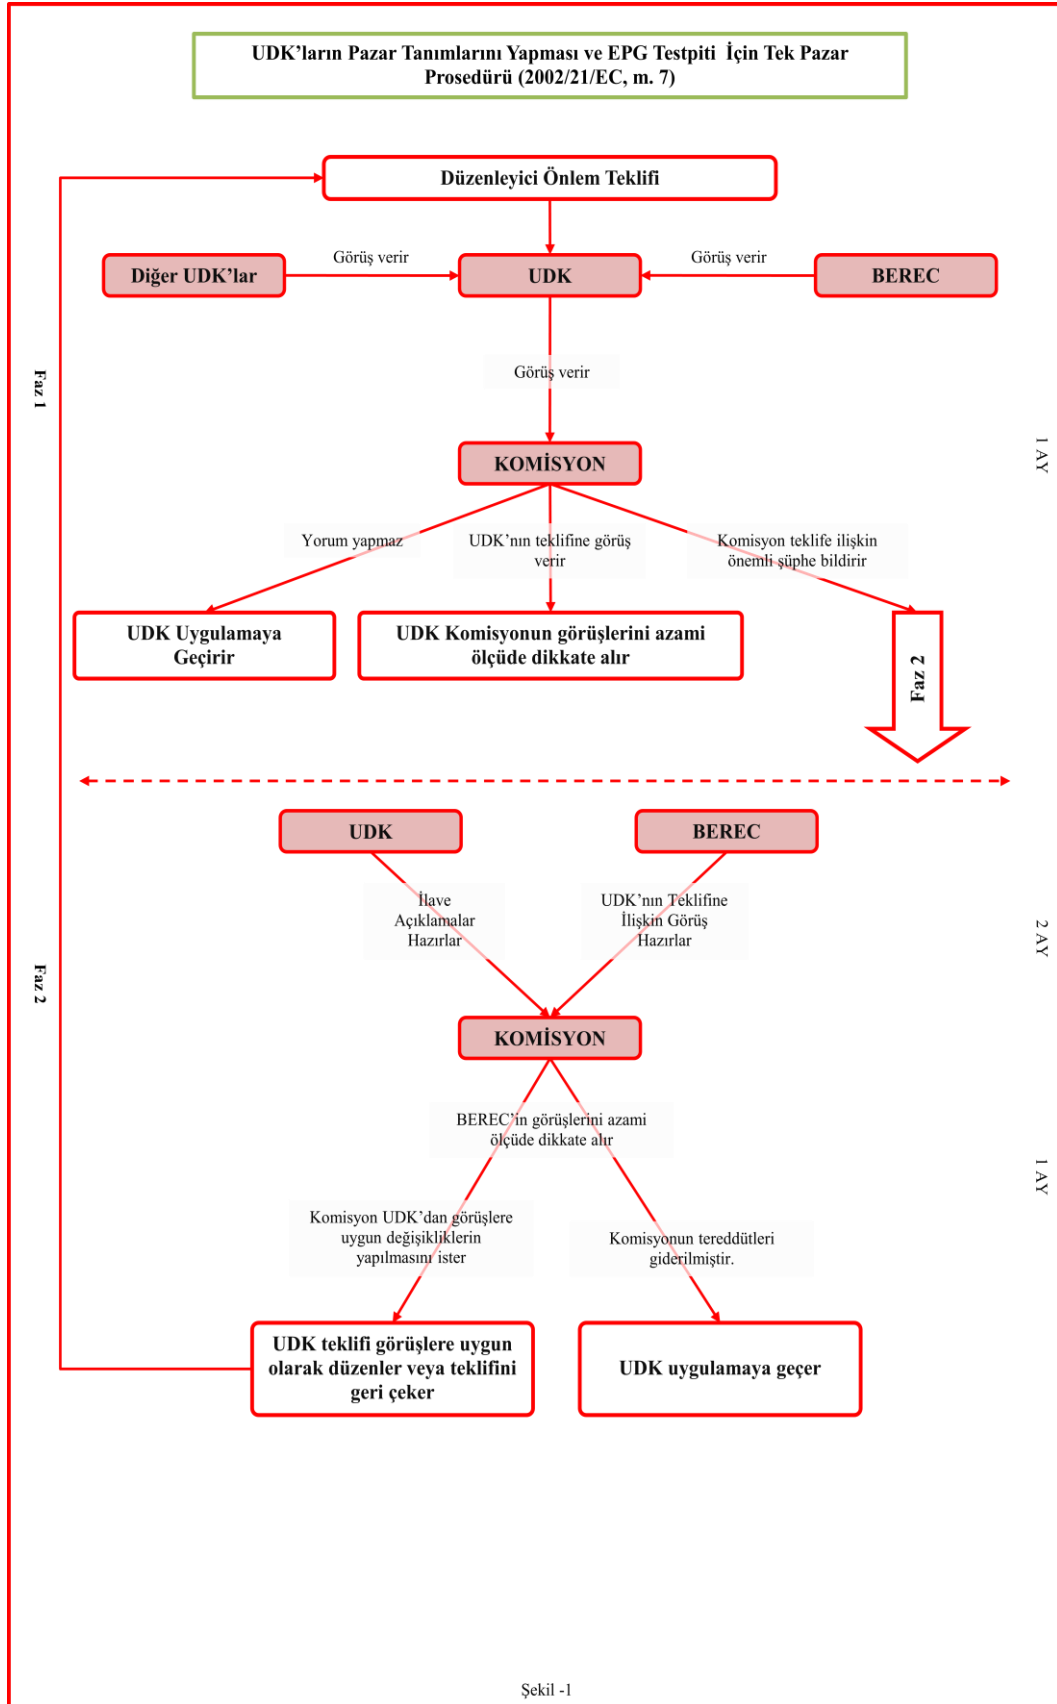 UDK’ların Pazar Tanımlarını Yapması ve EPG Testpiti İçin Tek Pazar
Prosedürü (2002/21/EC, m. 7)
Düzenleyici Önlem Teklifi
Diğer UDK’lar
Görüş verir
UDK
Görüş verir
BEREC
Faz 1
Görüş verir
1 AY
KOMİSYON
Yorum yapmaz
UDK’nın teklifine görüş
verir
Komisyon teklife ilişkin
önemli şüphe bildirir
UDK Uygulamaya
Geçirir
UDK Komisyonun görüşlerini azami
ölçüde dikkate alır
Faz 2
UDK
BEREC
İlave
Açıklamalar
Hazırlar
UDK’nın Teklifine
İlişkin Görüş
Hazırlar
2 AY
Faz 2
KOMİSYON
BEREC’in görüşlerini azami
ölçüde dikkate alır
1 AY
Komisyon UDK’dan görüşlere
uygun değişikliklerin
yapılmasını ister
Komisyonun tereddütleri
giderilmiştir.
UDK teklifi görüşlere uygun
olarak düzenler veya teklifini
geri çeker
UDK uygulamaya geçer
Şekil -1